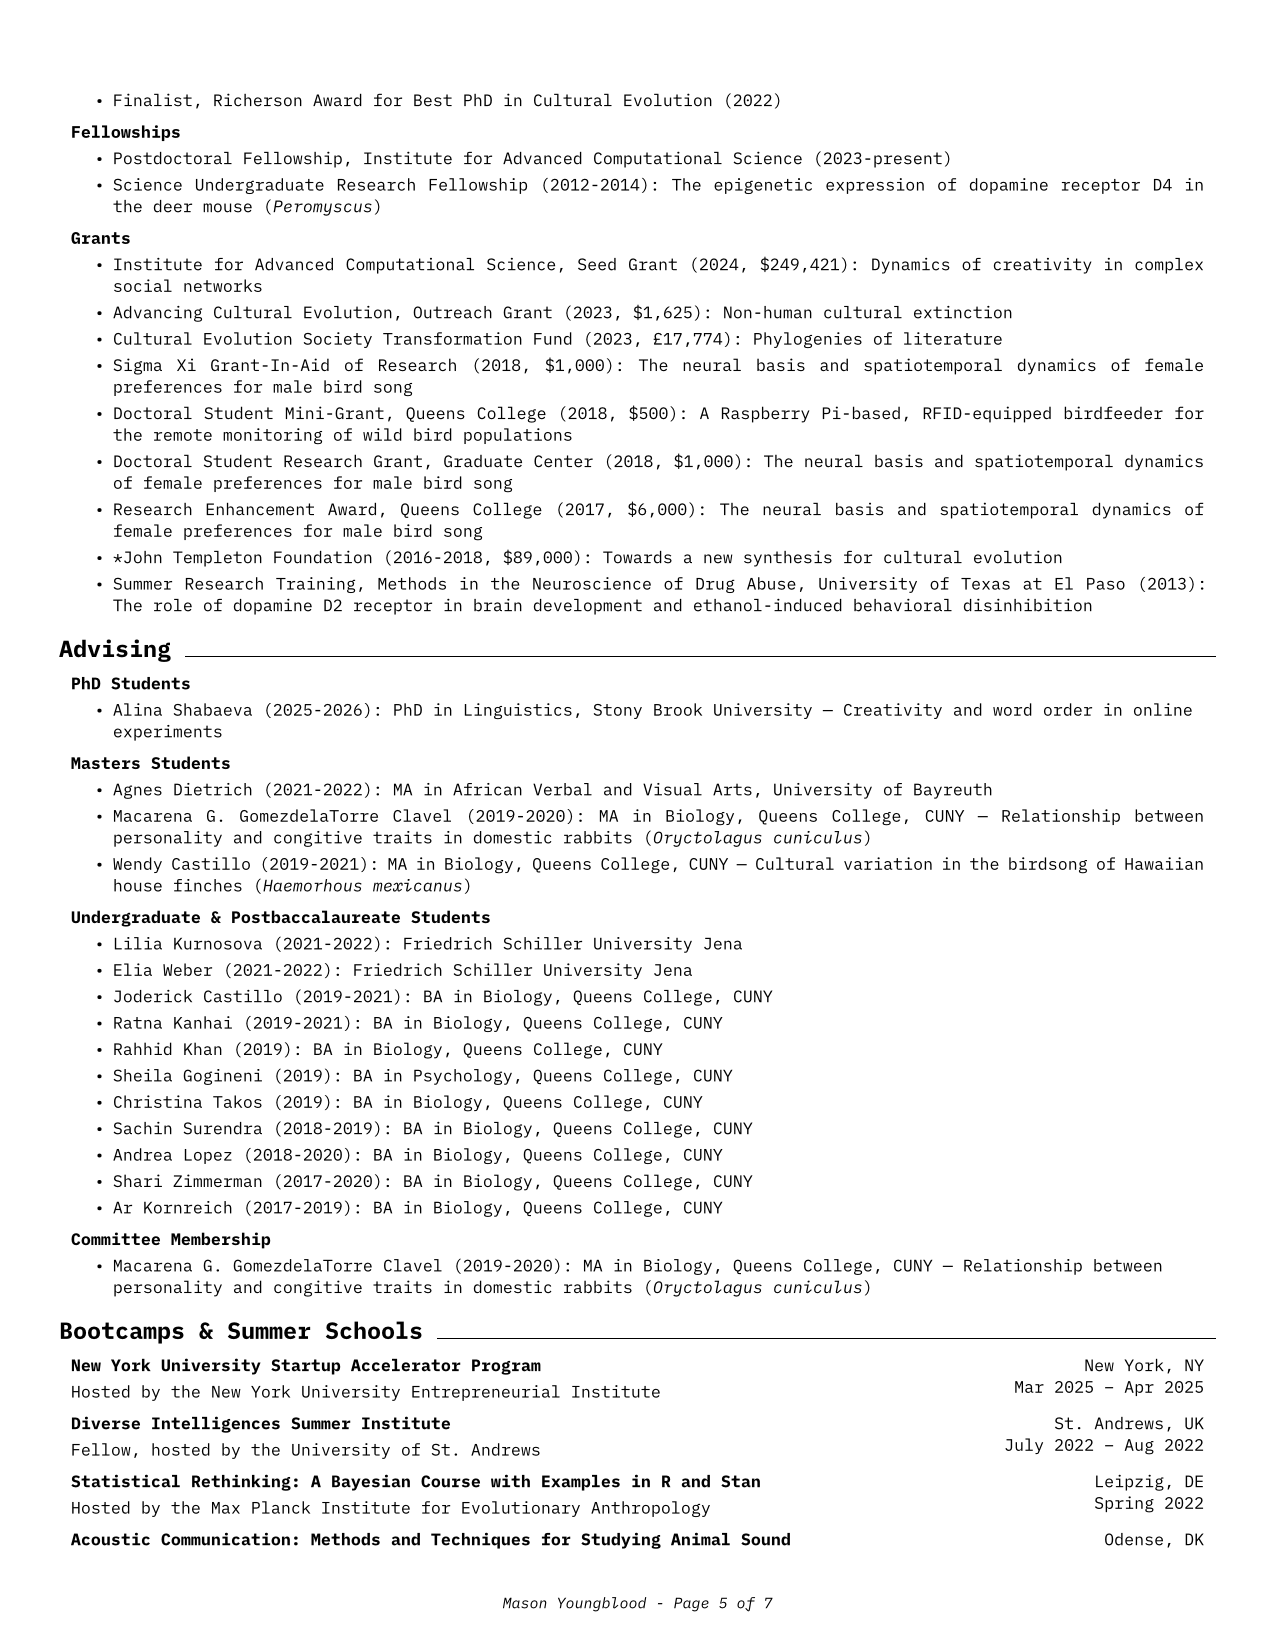 • Finalist, Richerson Award for Best PhD in Cultural Evolution (2022)
Fellowships
• Postdoctoral Fellowship, Institute for Advanced Computational Science (2023-present)
• Science Undergraduate Research Fellowship (2012-2014): The epigenetic expression of dopamine receptor D4 in
the deer mouse (Peromyscus)
Grants
• Institute for Advanced Computational Science, Seed Grant (2024, $249,421): Dynamics of creativity in complex
social networks
• Advancing Cultural Evolution, Outreach Grant (2023, $1,625): Non-human cultural extinction
• Cultural Evolution Society Transformation Fund (2023, £17,774): Phylogenies of literature
• Sigma Xi Grant-In-Aid of Research (2018, $1,000): The neural basis and spatiotemporal dynamics of female
preferences for male bird song
• Doctoral Student Mini-Grant, Queens College (2018, $500): A Raspberry Pi-based, RFID-equipped birdfeeder for
the remote monitoring of wild bird populations
• Doctoral Student Research Grant, Graduate Center (2018, $1,000): The neural basis and spatiotemporal dynamics
of female preferences for male bird song
• Research Enhancement Award, Queens College (2017, $6,000): The neural basis and spatiotemporal dynamics of
female preferences for male bird song
• *John Templeton Foundation (2016-2018, $89,000): Towards a new synthesis for cultural evolution
• Summer Research Training, Methods in the Neuroscience of Drug Abuse, University of Texas at El Paso (2013):
The role of dopamine D2 receptor in brain development and ethanol-induced behavioral disinhibition
Advising
PhD Students
• Alina Shabaeva (2025-2026): PhD in Linguistics, Stony Brook University — Creativity and word order in online
experiments
Masters Students
• Agnes Dietrich (2021-2022): MA in African Verbal and Visual Arts, University of Bayreuth
• Macarena G. GomezdelaTorre Clavel (2019-2020): MA in Biology, Queens College, CUNY — Relationship between
personality and congitive traits in domestic rabbits (Oryctolagus cuniculus)
• Wendy Castillo (2019-2021): MA in Biology, Queens College, CUNY — Cultural variation in the birdsong of Hawaiian
house finches (Haemorhous mexicanus)
Undergraduate & Postbaccalaureate Students
• Lilia Kurnosova (2021-2022): Friedrich Schiller University Jena
• Elia Weber (2021-2022): Friedrich Schiller University Jena
• Joderick Castillo (2019-2021): BA in Biology, Queens College, CUNY
• Ratna Kanhai (2019-2021): BA in Biology, Queens College, CUNY
• Rahhid Khan (2019): BA in Biology, Queens College, CUNY
• Sheila Gogineni (2019): BA in Psychology, Queens College, CUNY
• Christina Takos (2019): BA in Biology, Queens College, CUNY
• Sachin Surendra (2018-2019): BA in Biology, Queens College, CUNY
• Andrea Lopez (2018-2020): BA in Biology, Queens College, CUNY
• Shari Zimmerman (2017-2020): BA in Biology, Queens College, CUNY
• Ar Kornreich (2017-2019): BA in Biology, Queens College, CUNY
Committee Membership
• Macarena G. GomezdelaTorre Clavel (2019-2020): MA in Biology, Queens College, CUNY — Relationship between
personality and congitive traits in domestic rabbits (Oryctolagus cuniculus)
Bootcamps & Summer Schools
New York University Startup Accelerator Program New York, NY
Hosted by the New York University Entrepreneurial Institute Mar 2025 – Apr 2025
Diverse Intelligences Summer Institute St. Andrews, UK
Fellow, hosted by the University of St. Andrews July 2022 – Aug 2022
Statistical Rethinking: A Bayesian Course with Examples in R and Stan Leipzig, DE
Hosted by the Max Planck Institute for Evolutionary Anthropology Spring 2022
Acoustic Communication: Methods and Techniques for Studying Animal Sound Odense, DK
Mason Youngblood - Page 5 of 7